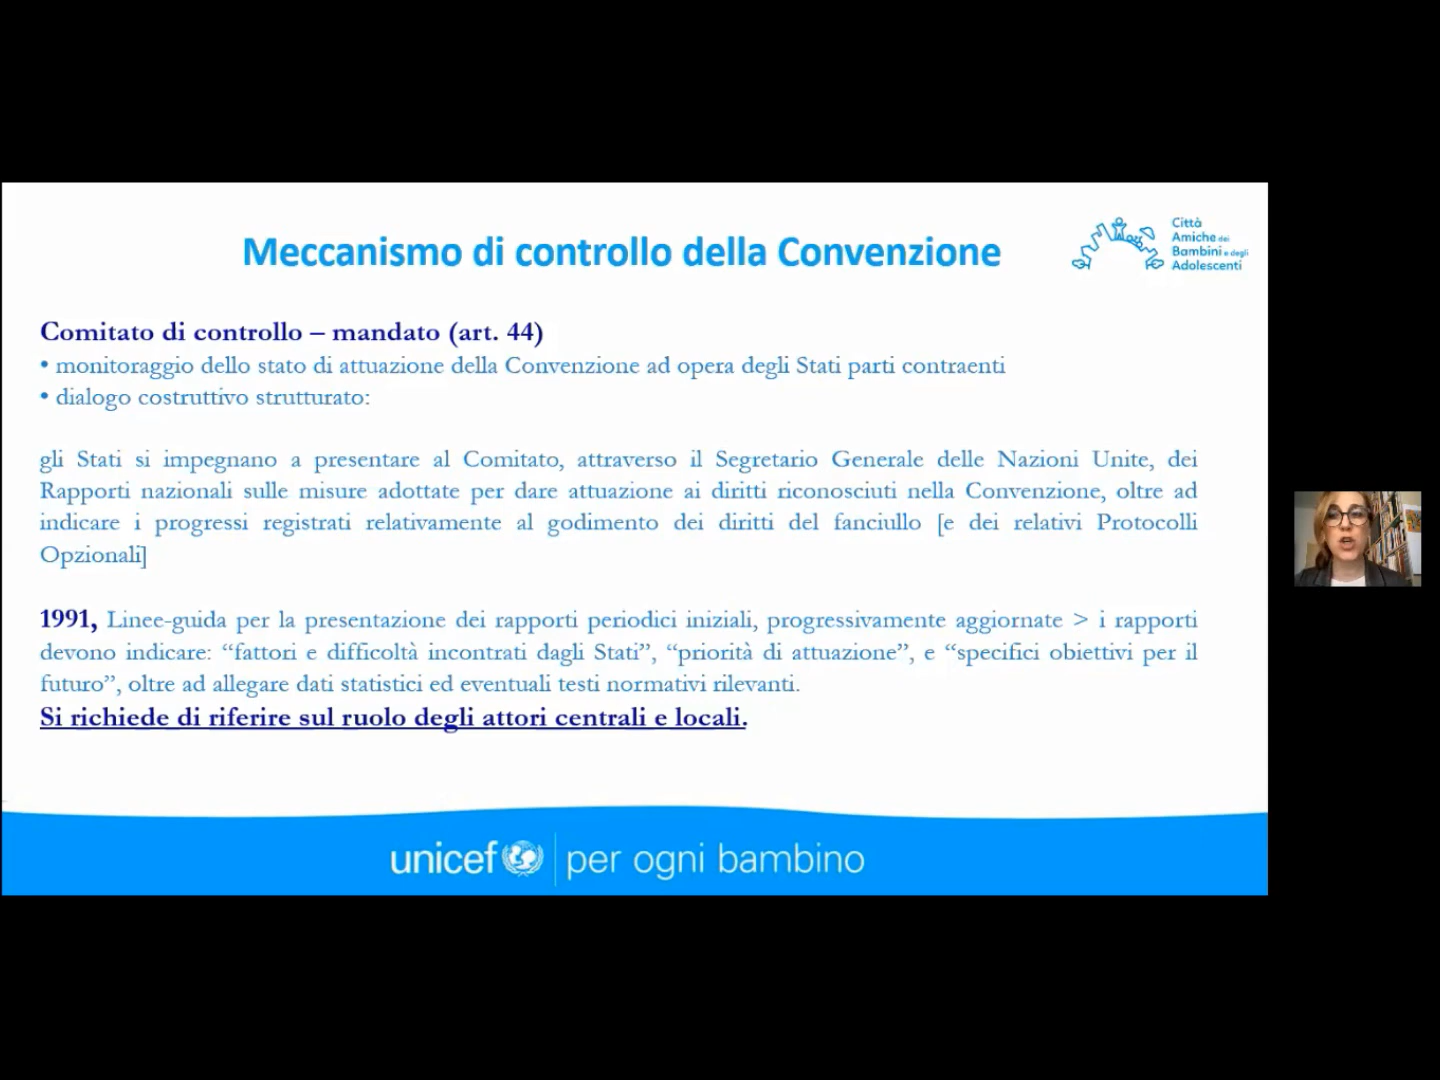 Meccanismo di controllo della Convenzione
Città
Amiche dei
Bambini e degli
Adolescenti
Comitato di controllo – mandato (art. 44)
• monitoraggio dello stato di attuazione della Convenzione ad opera degli Stati parti contraenti
• dialogo costruttivo strutturato:
gli Stati si impegnano a presentare al Comitato, attraverso il Segretario Generale delle Nazioni Unite, dei
Rapporti nazionali sulle misure adottate per dare attuazione ai diritti riconosciuti nella Convenzione, oltre ad
indicare i progressi registrati relativamente al godimento dei diritti del fanciullo [e dei relativi Protocolli
Opzionali]
1991, Linee-guida per la presentazione dei rapporti periodici iniziali, progressivamente aggiornate > i rapporti
devono indicare: “fattori e difficoltà incontrati dagli Stati”, “priorità di attuazione”, e “specifici obiettivi per il
futuro”, oltre ad allegare dati statistici ed eventuali testi normativi rilevanti.
Si richiede di riferire sul ruolo degli attori centrali e locali.
unicef | per ogni bambino